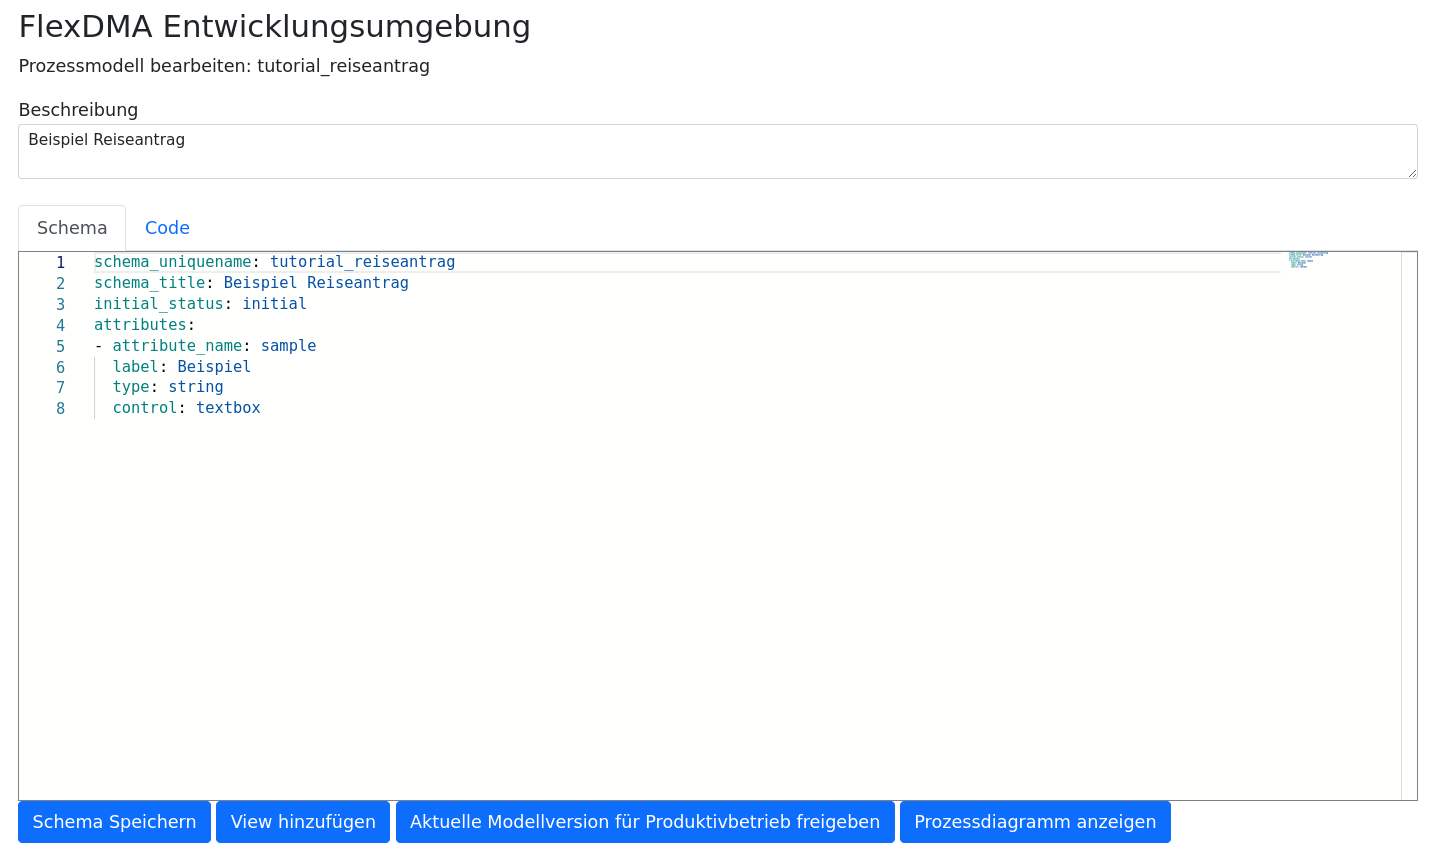 FlexDMA Entwicklungsumgebung
Prozessmodell bearbeiten: tutorial_reiseantrag
Beschreibung
Beispiel Reiseantrag
Schema Code
1 schema_uniquename: tutorial_reiseantrag
2 schema_title: Beispiel Reiseantrag
3 initial_status: initial
4 attributes:
5 - attribute_name: sample
6   label: Beispiel
7   type: string
8   control: textbox
Schema Speichern View hinzufügen Aktuelle Modellversion für Produktivbetrieb freigeben Prozessdiagramm anzeigen